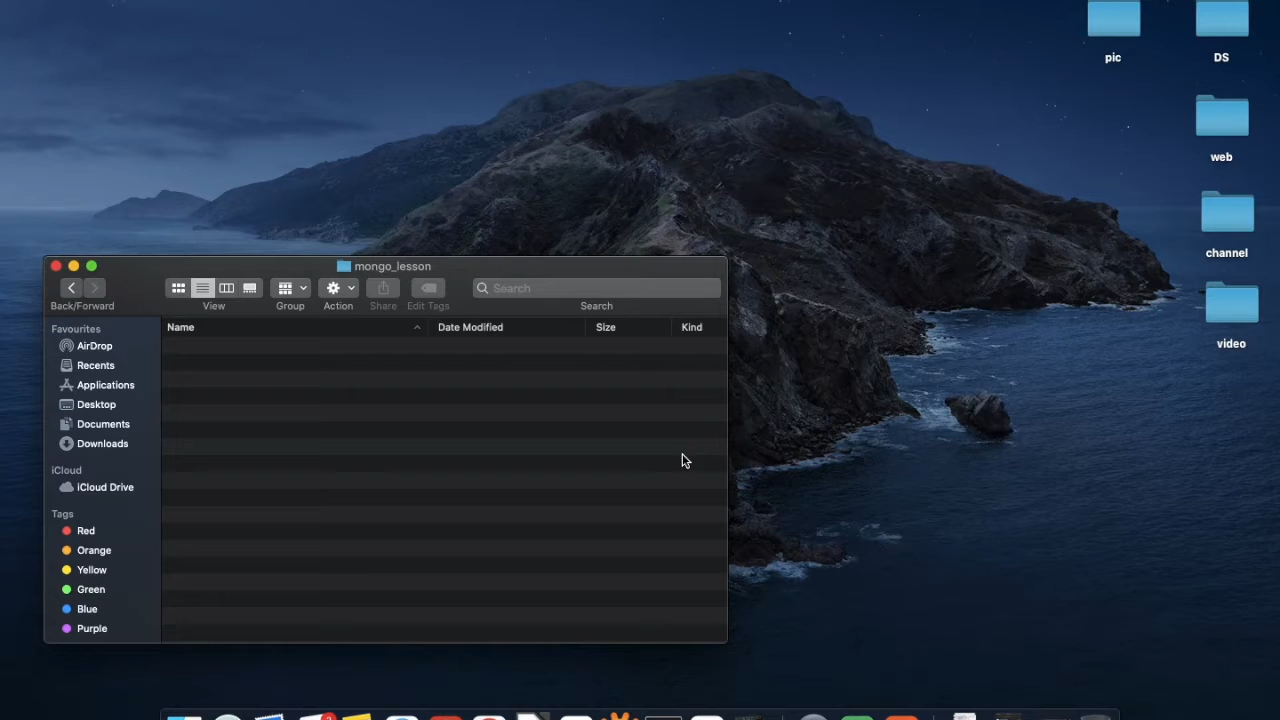 pic
DS
web
channel
video
mongo_lesson
Search
Back/Forward
View
Group
Action
Share
Edit Tags
Search
Favourites
AirDrop
Recents
Applications
Desktop
Documents
Downloads
iCloud
iCloud Drive
Tags
Red
Orange
Yellow
Green
Blue
Purple
Name
Date Modified
Size
Kind